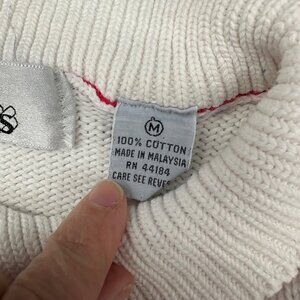 M
100% COTTON
MADE IN MALAYSIA
RN 44184
CARE SEE REVE